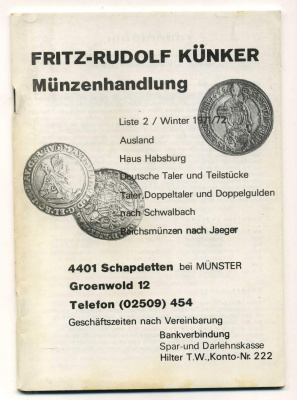 FRITZ-RUDOLF KÜNKER
Münzenhandlung
Liste 2 / Winter 1971/72
Ausland
Haus Habsburg
Deutsche Taler und Teilstücke
Taler,Doppeltaler und Doppelgulden
nach Schwalbach
Reichsmünzen nach Jaeger
4401 Schapdetten bei MÜNSTER
Groenwold 12
Telefon (02509) 454
Geschäftszeiten nach Vereinbarung
Bankverbindung
Spar-und Darlehnskasse
Hilter T.W.,Konto-Nr. 222